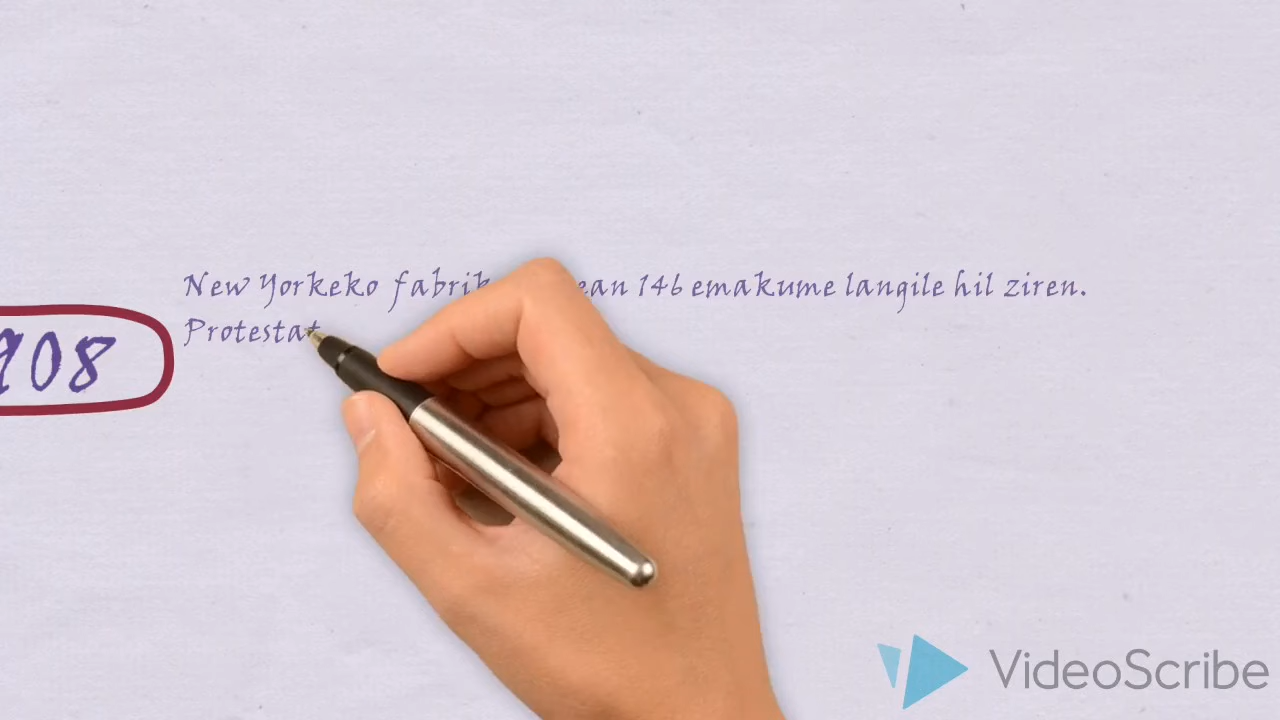 908
New Yorkeko fabrik ean 146 emakume langile hil ziren.
Protestat
VideoScribe